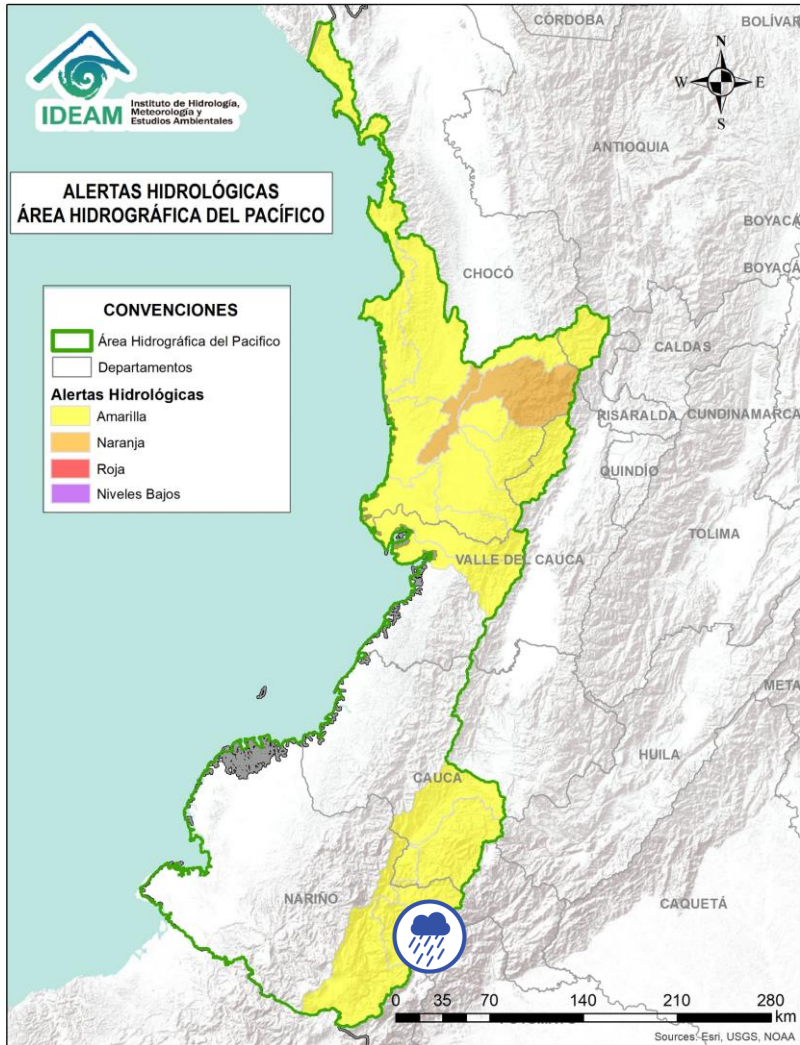 CÓRDOBA
BOLÍVAR
N
W
E
S
IDEAM
Instituto de Hidrología,
Meteorología y
Estudios Ambientales
ANTIOQUIA
ALERTAS HIDROLÓGICAS
ÁREA HIDROGRÁFICA DEL PACÍFICO
BOYACÁ
BOYACÁ
CHOCÓ
CONVENCIONES
Área Hidrográfica del Pacifico
Departamentos
Alertas Hidrológicas
Amarilla
Naranja
Roja
Niveles Bajos
CALDAS
RISARALDA
CUNDINAMARCA
QUINDÍO
TOLIMA
VALLE DEL CAUCA
META
HUILA
CAUCA
NARIÑO
CAQUETÁ
0 35 70 140 210 280
km
Sources: Esri, USGS, NOAA